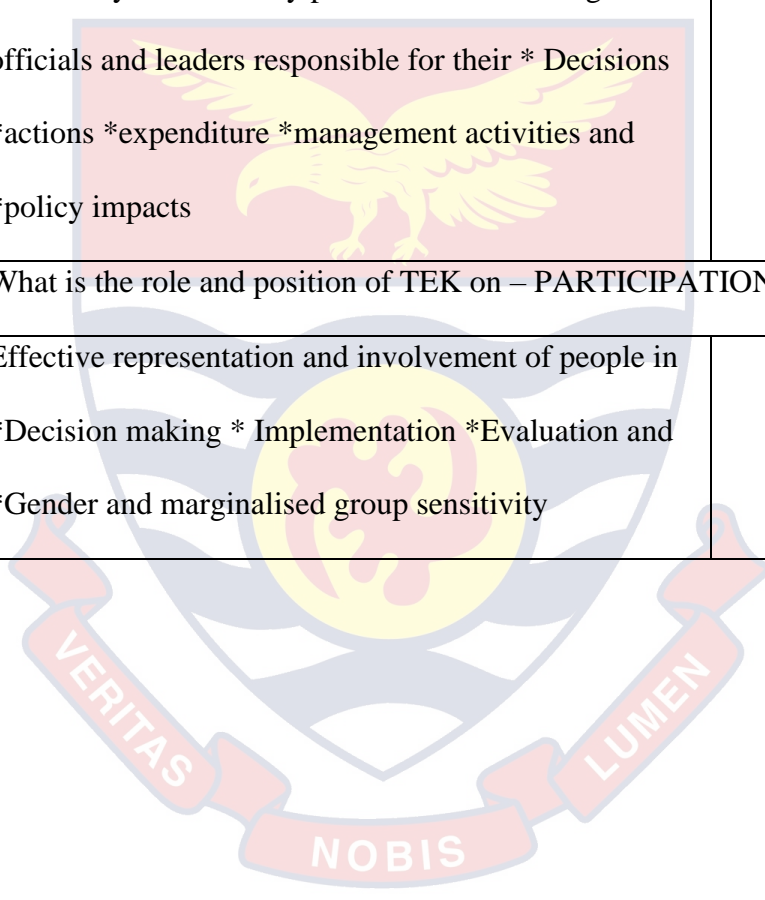 officials and leaders responsible for their * Decisions
*actions *expenditure *management activities and
*policy impacts
What is the role and position of TEK on – PARTICIPATION
Effective representation and involvement of people in
*Decision making * Implementation *Evaluation and
*Gender and marginalised group sensitivity
VERITAS
NOBIS
LUMEN